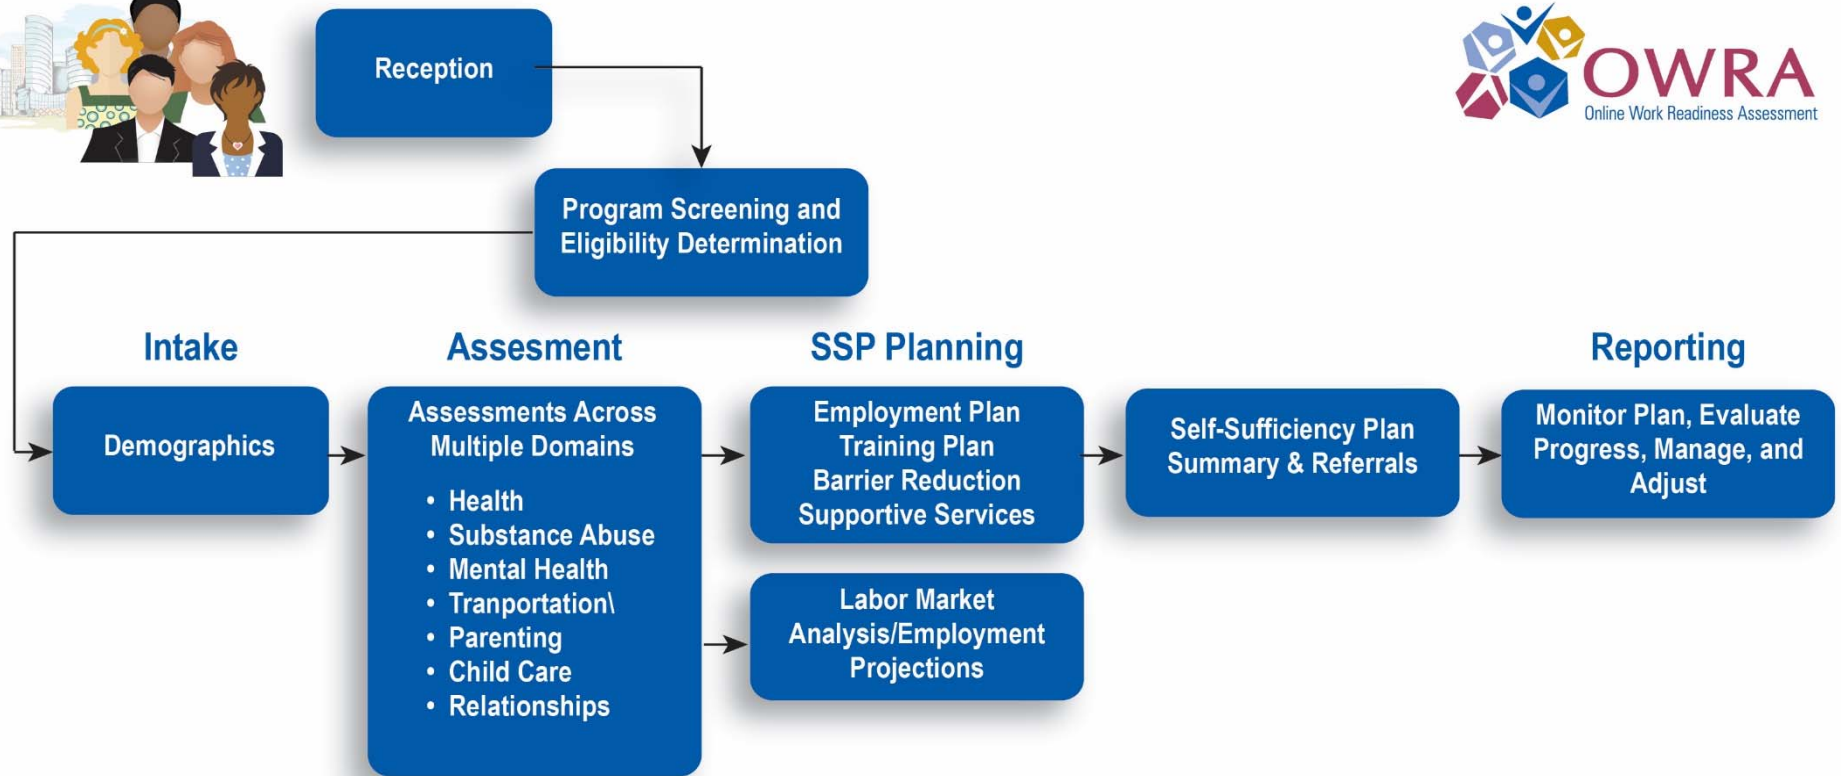 Reception
OWRA
Online Work Readiness Assessment
Program Screening and
Eligibility Determination
Intake
Demographics
Assesment
Assessments Across
Multiple Domains
• Health
• Substance Abuse
• Mental Health
• Tranportation\
• Parenting
• Child Care
• Relationships
SSP Planning
Employment Plan
Training Plan
Barrier Reduction
Supportive Services
Labor Market
Analysis/Employment
Projections
Self-Sufficiency Plan
Summary & Referrals
Reporting
Monitor Plan, Evaluate
Progress, Manage, and
Adjust